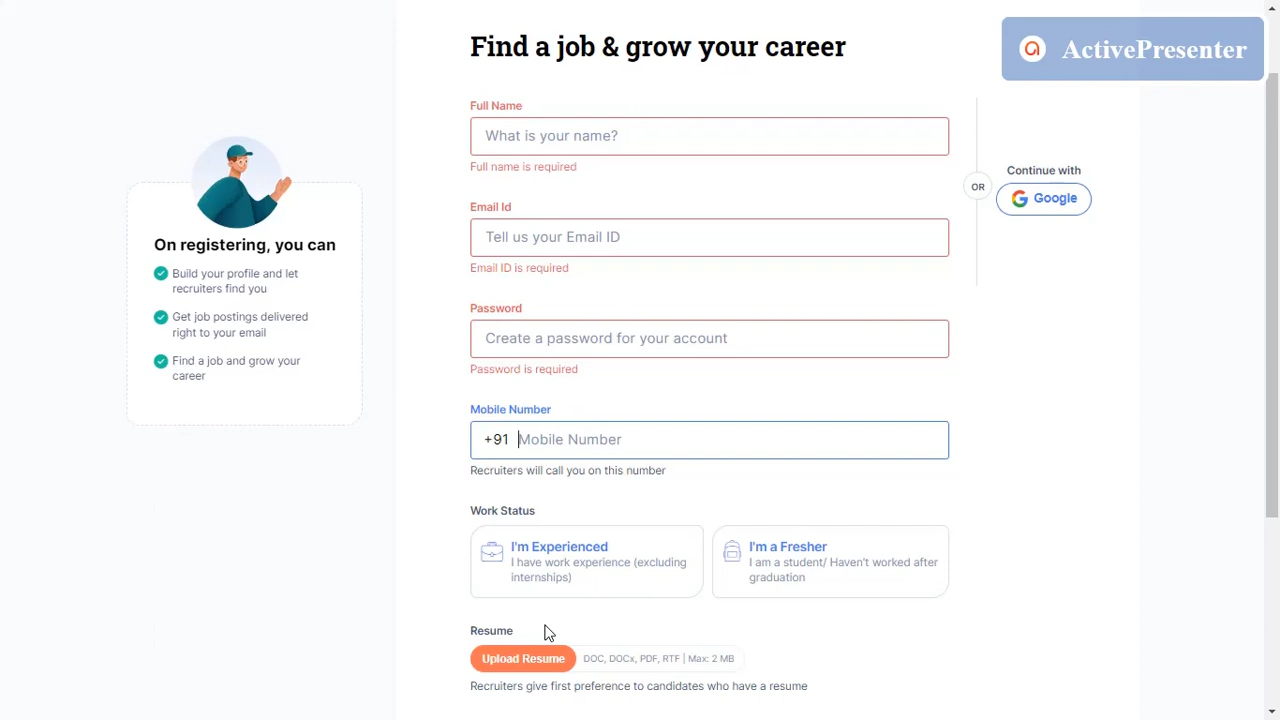 Find a job & grow your career
ActivePresenter
Full Name
What is your name?
Full name is required
Email Id
Tell us your Email ID
Email ID is required
Password
Create a password for your account
Password is required
Mobile Number
+91 Mobile Number
Recruiters will call you on this number
Work Status
I'm Experienced
I have work experience (excluding
internships)
I'm a Fresher
I am a student/ Haven't worked after
graduation
Resume
Upload Resume
DOC, DOCx, PDF, RTF | Max: 2 MB
Recruiters give first preference to candidates who have a resume
OR
Continue with
Google
On registering, you can
Build your profile and let
recruiters find you
Get job postings delivered
right to your email
Find a job and grow your
career